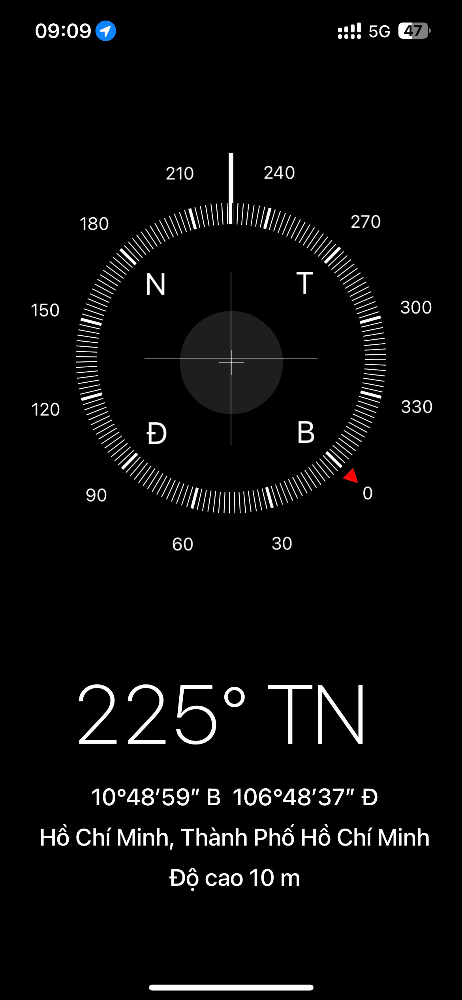 09:09 5G 47
210 240
180 270
N T
150 300
120 330
Đ B
90 0
60 30
225° TN
10°48′59″ B 106°48′37″ Đ
Hồ Chí Minh, Thành Phố Hồ Chí Minh
Độ cao 10 m